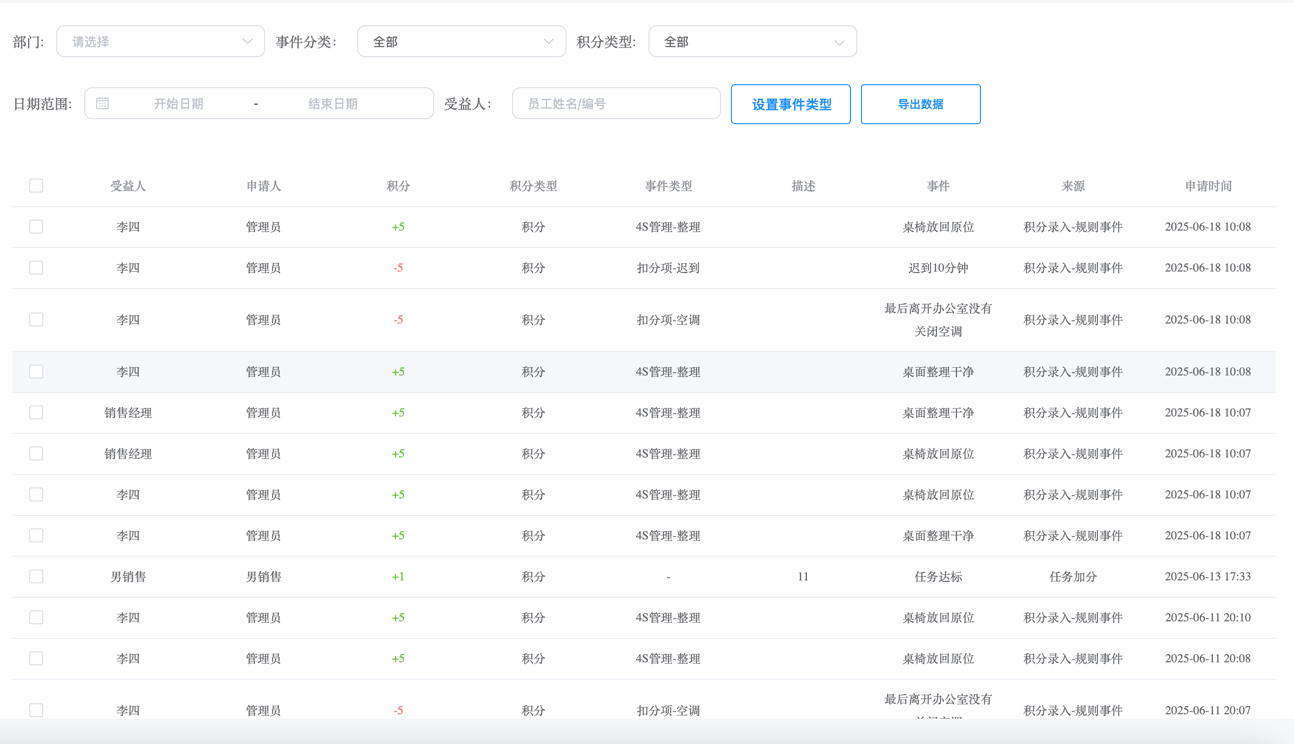 部门: 请选择 事件分类: 全部 积分类型: 全部
日期范围: 开始日期 - 结束日期 受益人: 员工姓名/编号 设置事件类型 导出数据
受益人 申请人 积分 积分类型 事件类型 描述 事件 来源 申请时间
李四 管理员 +5 积分 4S管理-整理 桌椅放回原位 积分录入-规则事件 2025-06-18 10:08
李四 管理员 -5 积分 扣分项-迟到 迟到10分钟 积分录入-规则事件 2025-06-18 10:08
李四 管理员 -5 积分 扣分项-空调 最后离开办公室没有 积分录入-规则事件 2025-06-18 10:08
关闭空调
李四 管理员 +5 积分 4S管理-整理 桌面整理干净 积分录入-规则事件 2025-06-18 10:08
销售经理 管理员 +5 积分 4S管理-整理 桌面整理干净 积分录入-规则事件 2025-06-18 10:07
销售经理 管理员 +5 积分 4S管理-整理 桌椅放回原位 积分录入-规则事件 2025-06-18 10:07
李四 管理员 +5 积分 4S管理-整理 桌椅放回原位 积分录入-规则事件 2025-06-18 10:07
李四 管理员 +5 积分 4S管理-整理 桌面整理干净 积分录入-规则事件 2025-06-18 10:07
男销售 男销售 +1 积分 - 11 任务达标 任务加分 2025-06-13 17:33
李四 管理员 +5 积分 4S管理-整理 桌椅放回原位 积分录入-规则事件 2025-06-11 20:10
李四 管理员 +5 积分 4S管理-整理 桌椅放回原位 积分录入-规则事件 2025-06-11 20:08
李四 管理员 -5 积分 扣分项-空调 最后离开办公室没有 积分录入-规则事件 2025-06-11 20:07